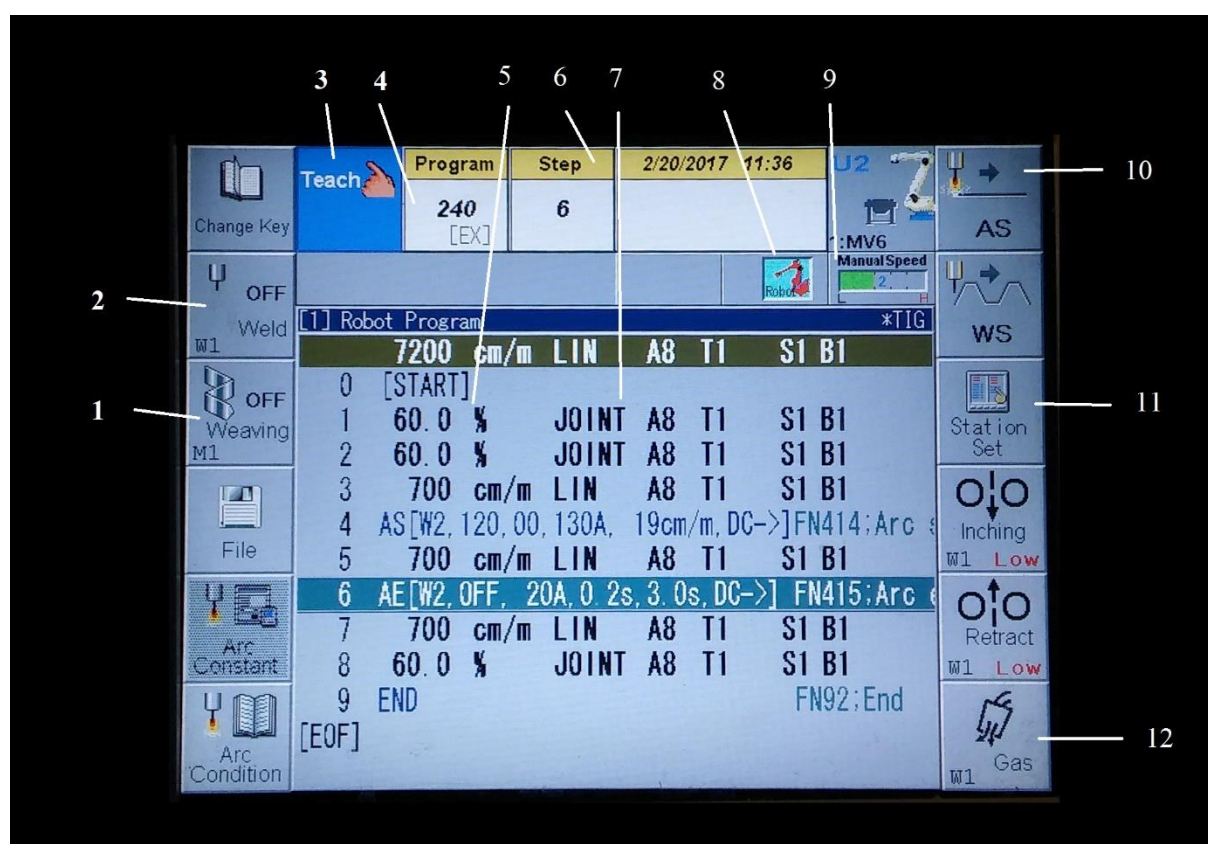 3 4 5 6 7 8 9
Change Key
Teach
Program
240
[EX]
Step
6
2/20/2017 11:36
U2
1:MV6
AS
10
2
OFF
Weld
W1
Robot
Manual Speed
2
L H
WS
[1] Robot Program *TIG
7200 cm/m LIN A8 T1 S1 B1
0 [START]
1 60.0 % JOINT A8 T1 S1 B1
2 60.0 % JOINT A8 T1 S1 B1
3 700 cm/m LIN A8 T1 S1 B1
4 AS[W2,120,00,130A, 19cm/m,DC->]FN414;Arc
5 700 cm/m LIN A8 T1 S1 B1
6 AE[W2,OFF, 20A,0.2s,3.0s,DC->] FN415;Arc
7 700 cm/m LIN A8 T1 S1 B1
8 60.0 % JOINT A8 T1 S1 B1
9 END FN92;End
[EOF]
1
OFF
Weaving
M1
File
Arc
Constant
Arc
Condition
Station
Set
11
Inching
W1 Low
Retract
W1 Low
Gas
W1
12